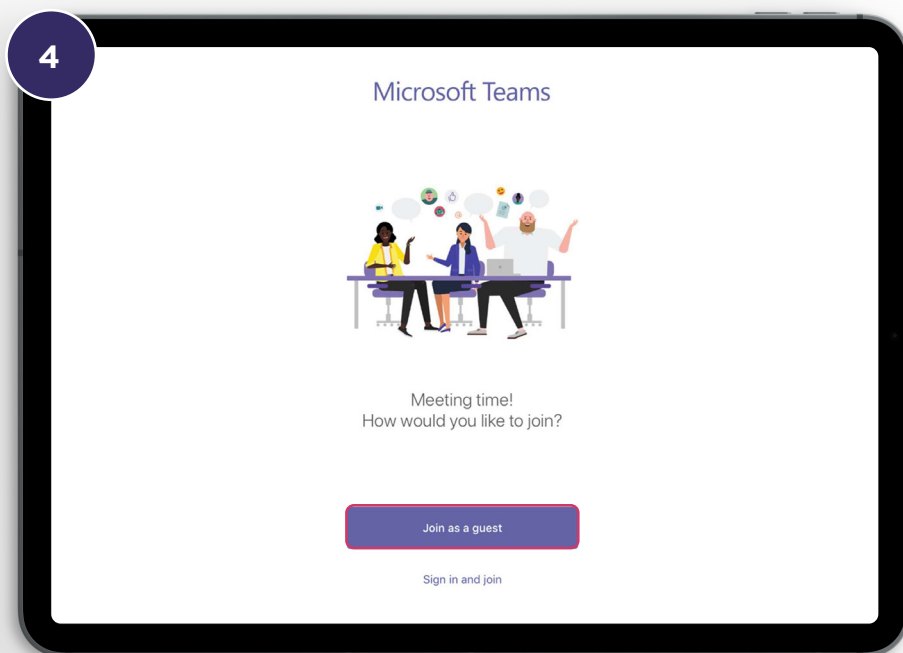 4
Microsoft Teams
Meeting time!
How would you like to join?
Join as a guest
Sign in and join